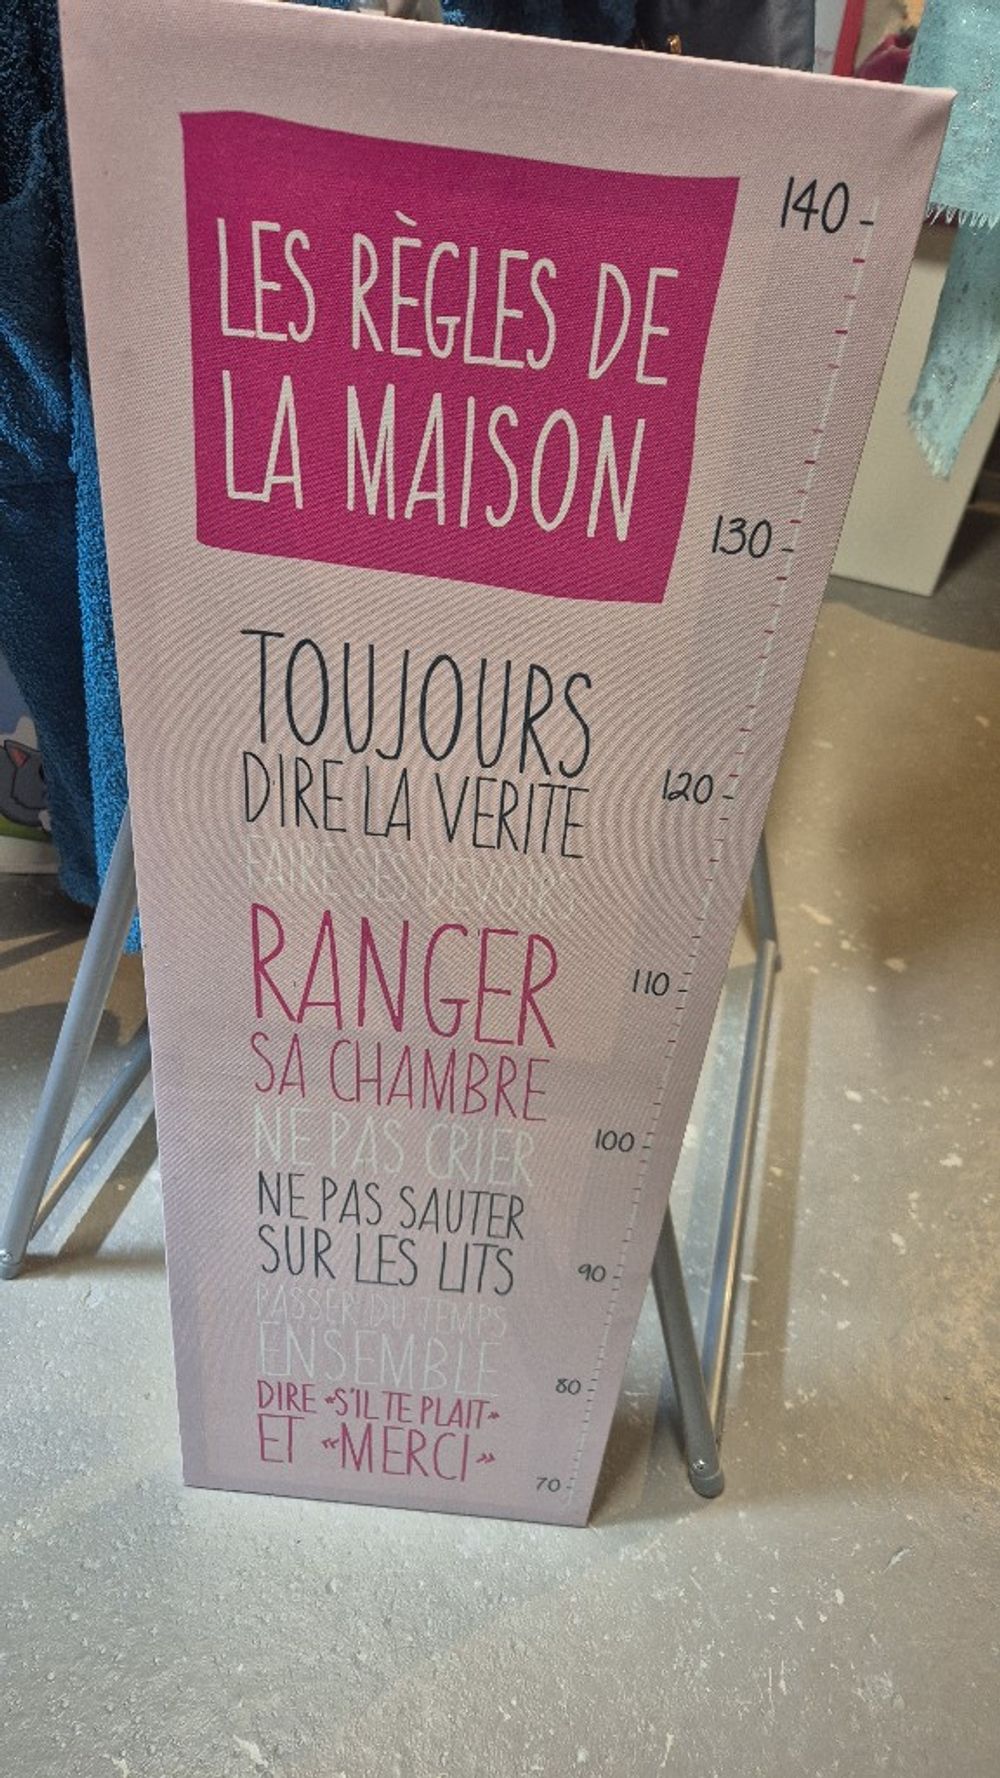 LES RÈGLES DE
LA MAISON
TOUJOURS
DIRE LA VERITE
FAIRE SES DEVOIRS
RANGER
SA CHAMBRE
NE PAS CRIER
NE PAS SAUTER
SUR LES LITS
PASSER DU TEMPS
ENSEMBLE
DIRE «S'IL TE PLAIT»
ET «MERCI»
140
130
120
110
100
90
80
70